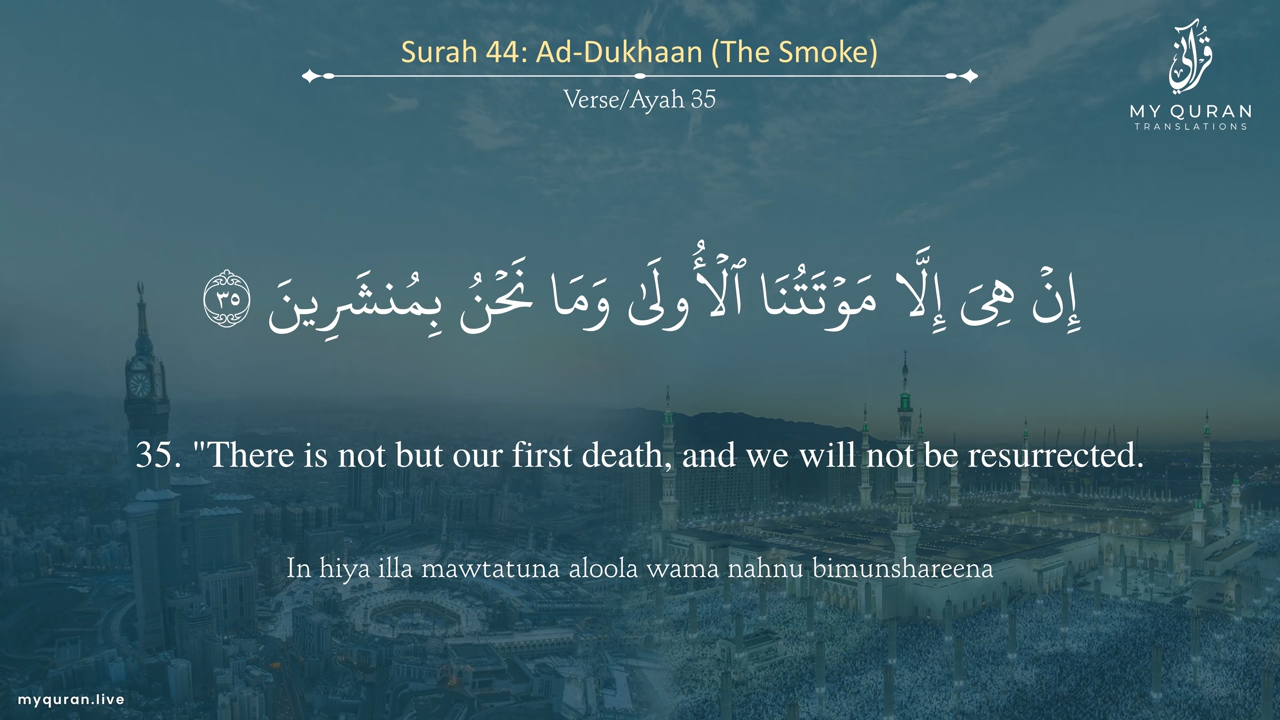 Surah 44: Ad-Dukhaan (The Smoke)
Verse/Ayah 35
قرآني
MY QURAN
TRANSLATIONS
إِنْ هِىَ إِلَّا مَوْتَتُنَا ٱلْأُولَىٰ وَمَا نَحْنُ بِمُنشَرِينَ ٣٥
35. "There is not but our first death, and we will not be resurrected.
In hiya illa mawtatuna aloola wama nahnu bimunshareena
myquran.live